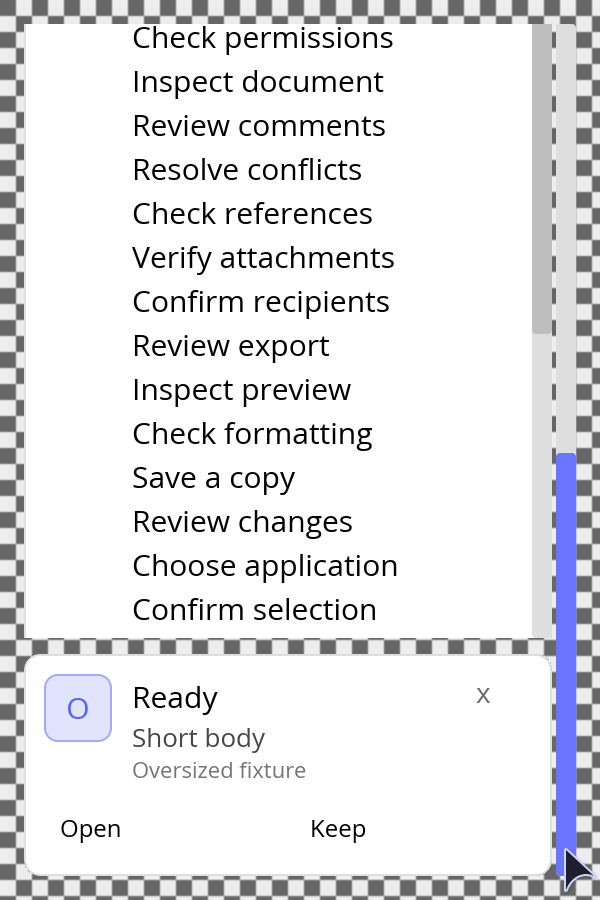 Check permissions
Inspect document
Review comments
Resolve conflicts
Check references
Verify attachments
Confirm recipients
Review export
Inspect preview
Check formatting
Save a copy
Review changes
Choose application
Confirm selection
O
Ready
x
Short body
Oversized fixture
Open
Keep